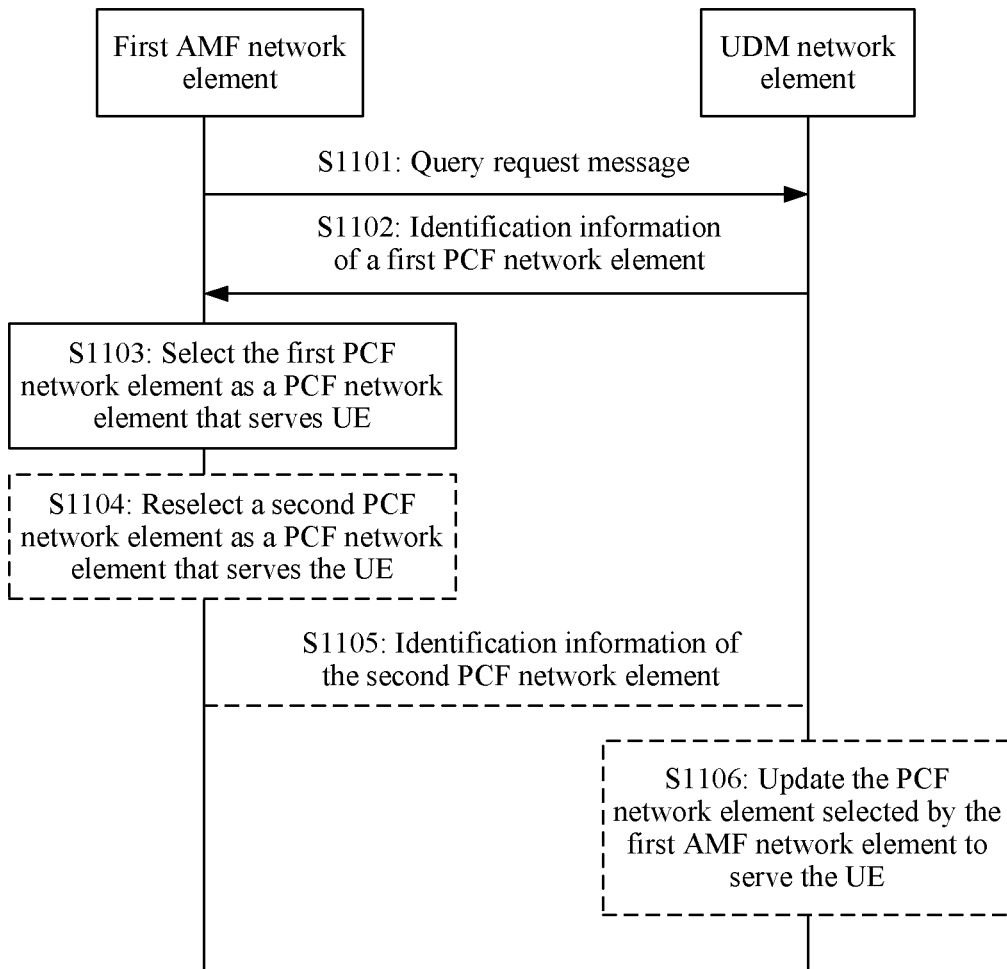 First AMF network
element
UDM network
element
S1101: Query request message
S1102: Identification information
of a first PCF network element
S1103: Select the first PCF
network element as a PCF network
element that serves UE
S1104: Reselect a second PCF
network element as a PCF network
element that serves the UE
S1105: Identification information of
the second PCF network element
S1106: Update the PCF
network element selected by the
first AMF network element to
serve the UE